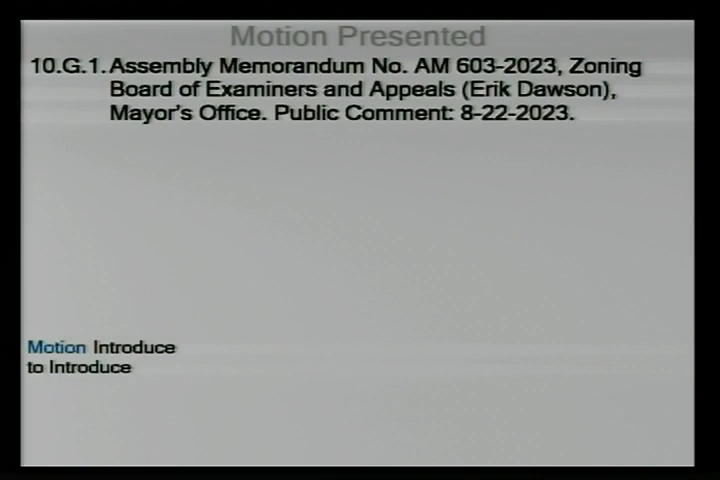 Motion Presented
10.G.1. Assembly Memorandum No. AM 603-2023, Zoning
Board of Examiners and Appeals (Erik Dawson),
Mayor's Office. Public Comment: 8-22-2023.
Motion Introduce
to Introduce